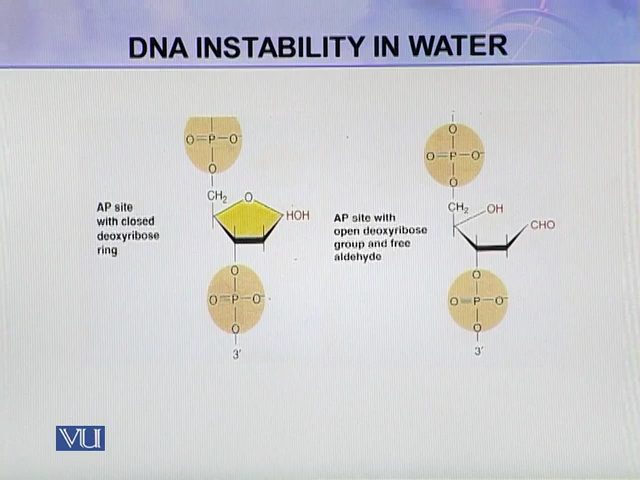 DNA INSTABILITY IN WATER
O=P—O⁻
O
CH₂
O
HOH
AP site
with closed
deoxyribose
ring
O
O=P—O⁻
O
3'
O
O=P—O⁻
O
CH₂
OH
CHO
AP site with
open deoxyribose
group and free
aldehyde
O
O=P—O⁻
O
3'
VU